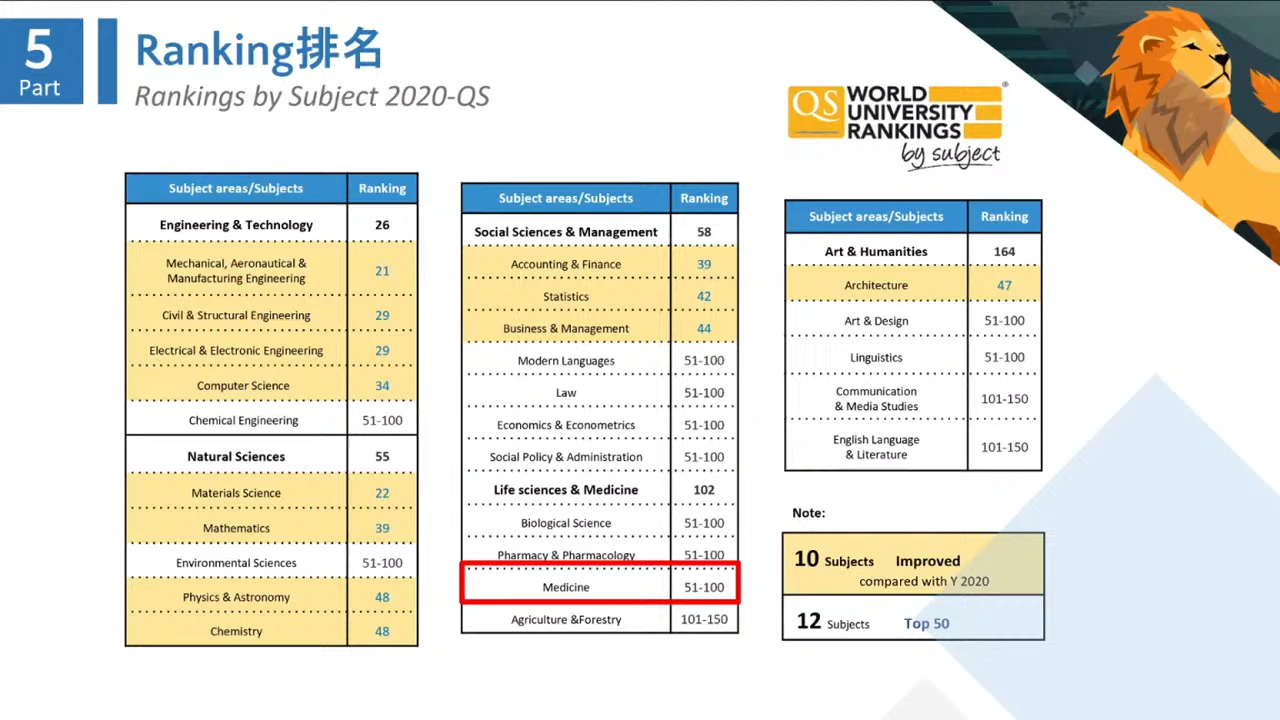 5
Part
Ranking排名
Rankings by Subject 2020-QS
QS
WORLD
UNIVERSITY
RANKINGS
by subject
®
Subject areas/Subjects Ranking
Engineering & Technology 26
Mechanical, Aeronautical &
Manufacturing Engineering 21
Civil & Structural Engineering 29
Electrical & Electronic Engineering 29
Computer Science 34
Chemical Engineering 51-100
Natural Sciences 55
Materials Science 22
Mathematics 39
Environmental Sciences 51-100
Physics & Astronomy 48
Chemistry 48
Subject areas/Subjects Ranking
Social Sciences & Management 58
Accounting & Finance 39
Statistics 42
Business & Management 44
Modern Languages 51-100
Law 51-100
Economics & Econometrics 51-100
Social Policy & Administration 51-100
Life sciences & Medicine 102
Biological Science 51-100
Pharmacy & Pharmacology 51-100
Medicine 51-100
Agriculture &Forestry 101-150
Subject areas/Subjects Ranking
Art & Humanities 164
Architecture 47
Art & Design 51-100
Linguistics 51-100
Communication
& Media Studies 101-150
English Language
& Literature 101-150
Note:
10 Subjects Improved
compared with Y 2020
12 Subjects Top 50